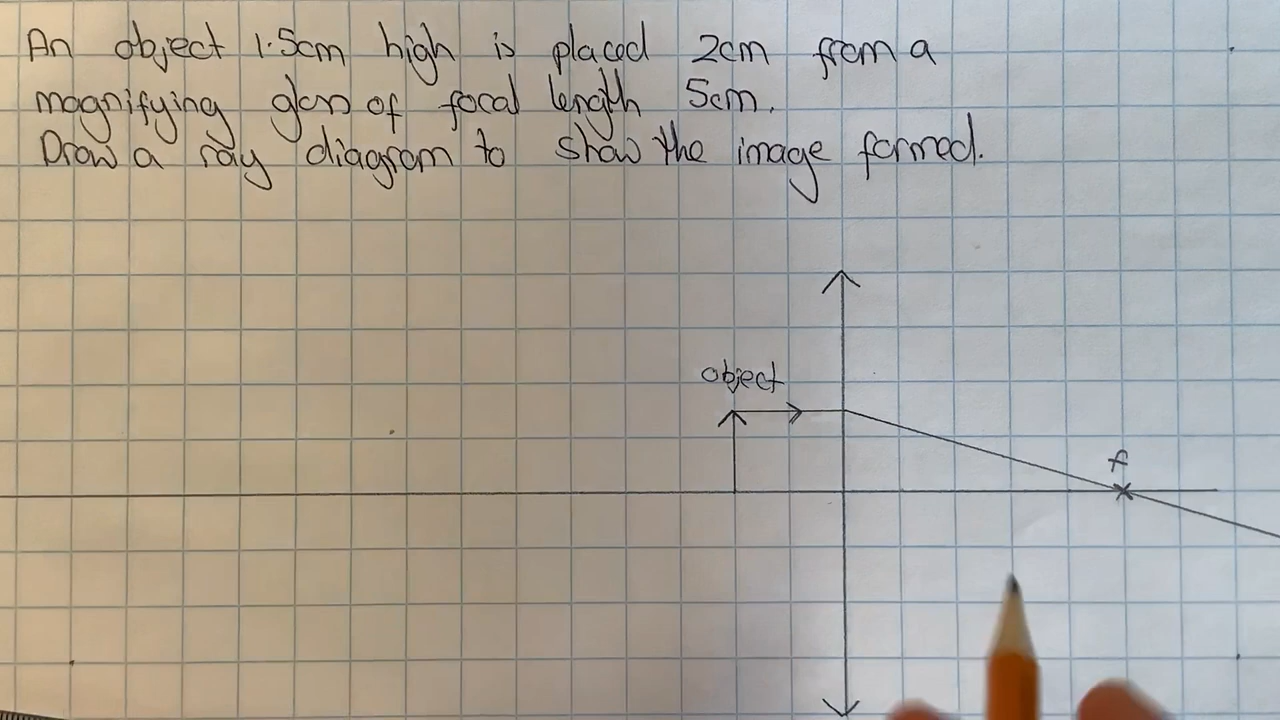 An object 1.5cm high is placed 2cm from a
magnifying glass of focal length 5cm.
Draw a ray diagram to show the image formed.
object
f